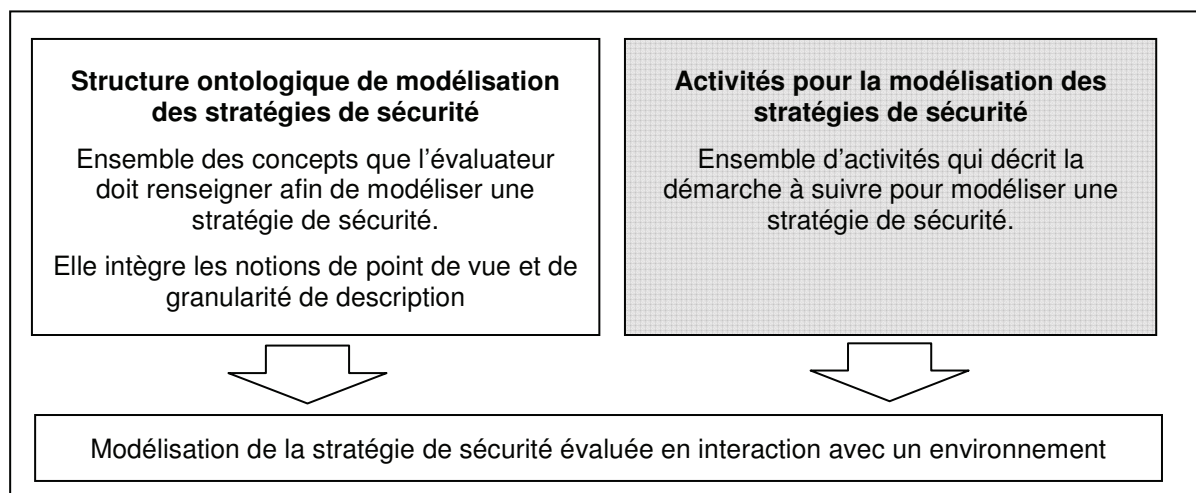 Structure ontologique de modélisation
des stratégies de sécurité
Ensemble des concepts que l'évaluateur
doit renseigner afin de modéliser une
stratégie de sécurité.
Elle intègre les notions de point de vue et de
granularité de description
Activités pour la modélisation des
stratégies de sécurité
Ensemble d'activités qui décrit la
démarche à suivre pour modéliser une
stratégie de sécurité.
Modélisation de la stratégie de sécurité évaluée en interaction avec un environnement